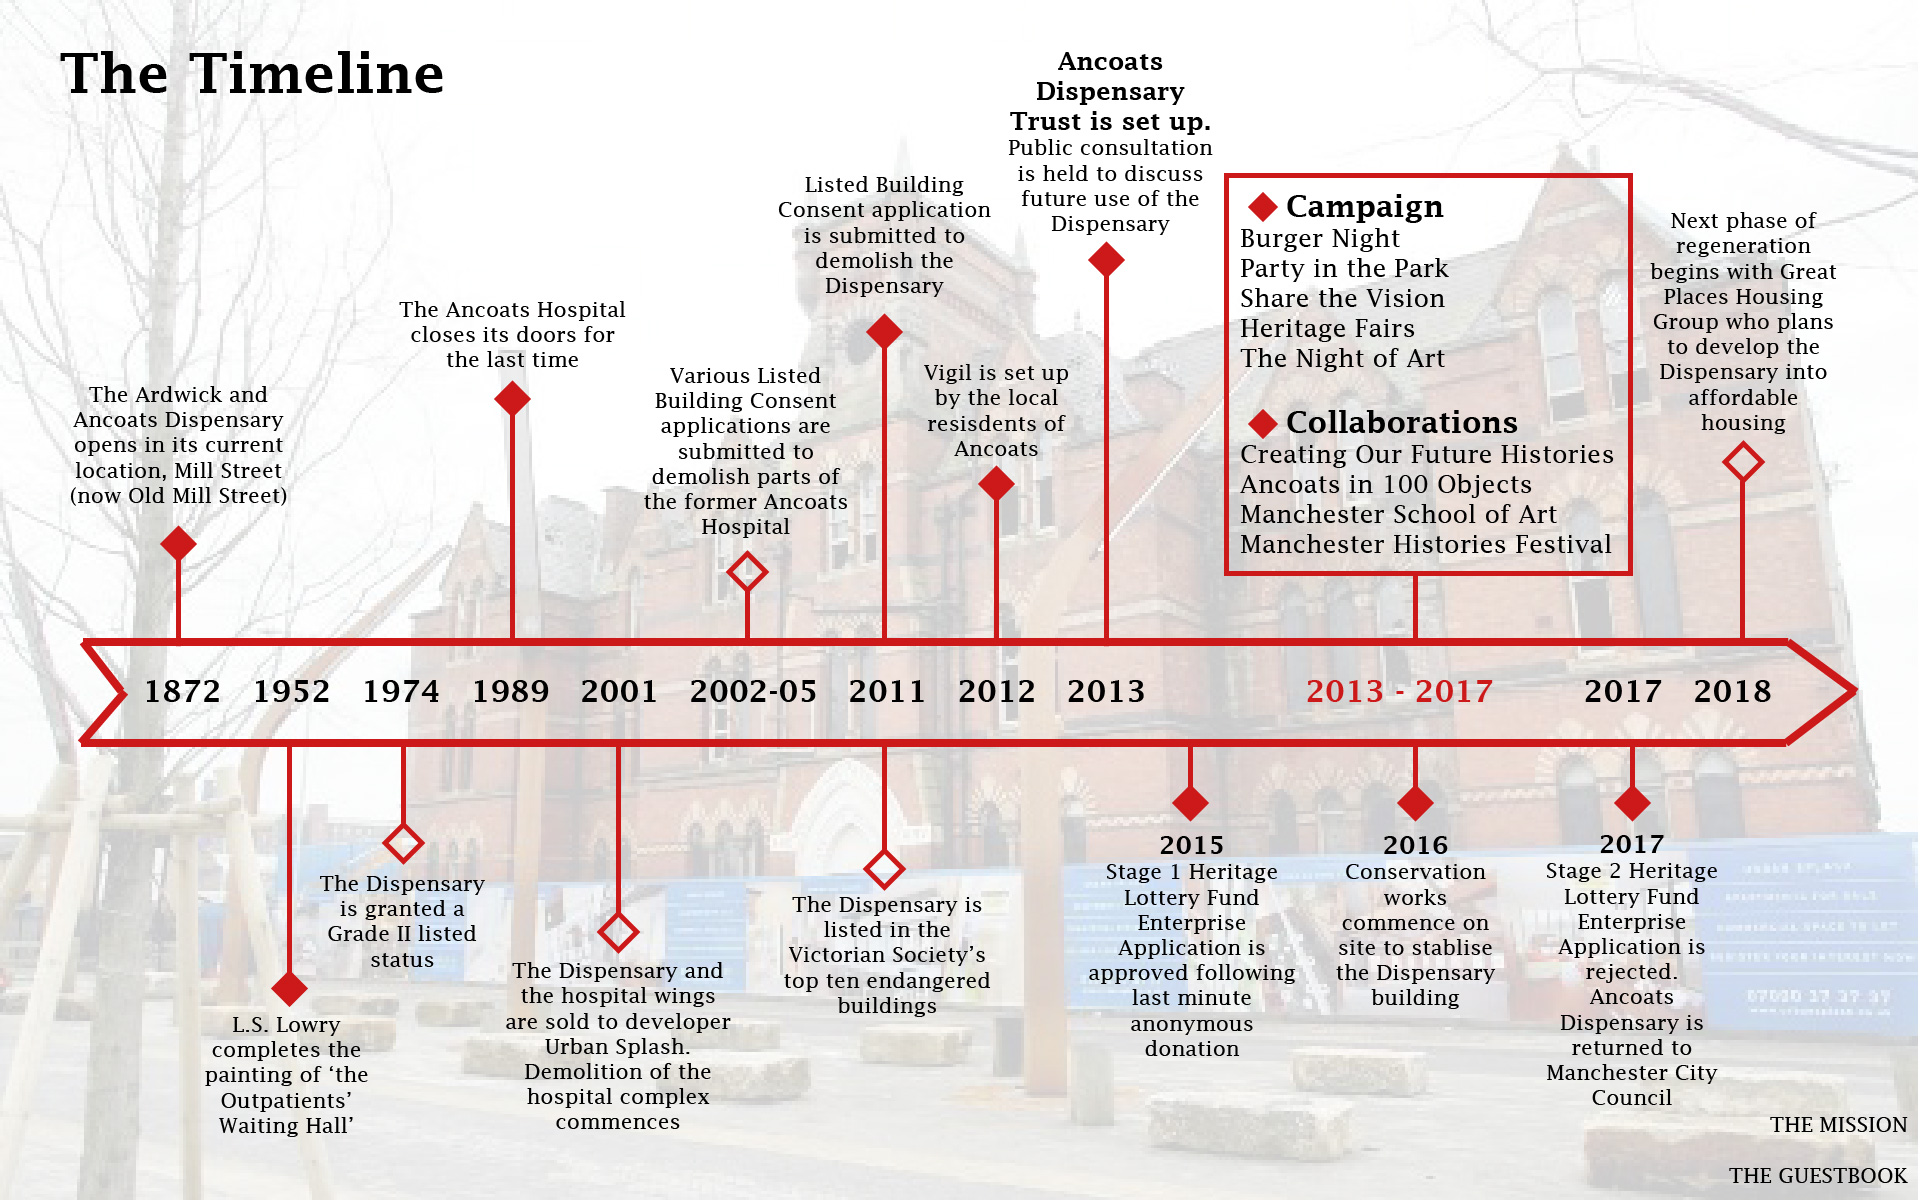 The Timeline
Ancoats
Dispensary
Trust is set up.
Public consultation
is held to discuss
future use of the
Dispensary
Listed Building
Consent application
is submitted to
demolish the
Dispensary
Campaign
Burger Night
Party in the Park
Share the Vision
Heritage Fairs
The Night of Art
Collaborations
Creating Our Future Histories
Ancoats in 100 Objects
Manchester School of Art
Manchester Histories Festival
Next phase of
regeneration
begins with Great
Places Housing
Group who plans
to develop the
Dispensary into
affordable
housing
The Ancoats Hospital
closes its doors for
the last time
Various Listed
Building Consent
applications are
submitted to
demolish parts of
the former Ancoats
Hospital
Vigil is set up
by the local
resisdents of
Ancoats
The Ardwick and
Ancoats Dispensary
opens in its current
location, Mill Street
(now Old Mill Street)
1872 1952 1974 1989 2001 2002-05 2011 2012 2013 2013 - 2017 2017 2018
L.S. Lowry
completes the
painting of ‘the
Outpatients’
Waiting Hall’
The Dispensary
is granted a
Grade II listed
status
The Dispensary and
the hospital wings
are sold to developer
Urban Splash.
Demolition of the
hospital complex
commences
The Dispensary is
listed in the
Victorian Society’s
top ten endangered
buildings
2015
Stage 1 Heritage
Lottery Fund
Enterprise
Application is
approved following
last minute
anonymous
donation
2016
Conservation
works
commence on
site to stablise
the Dispensary
building
2017
Stage 2 Heritage
Lottery Fund
Enterprise
Application is
rejected.
Ancoats
Dispensary is
returned to
Manchester City
Council
THE MISSION
THE GUESTBOOK